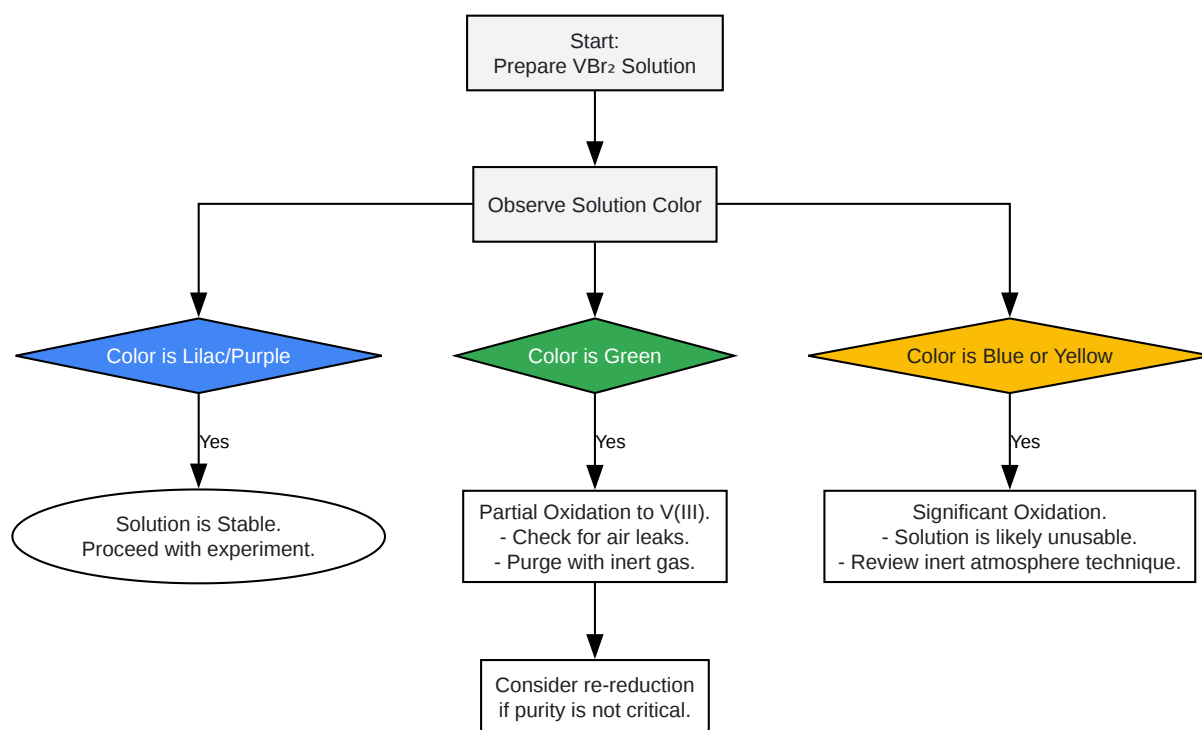 Start:
Prepare VBr₂ Solution
Observe Solution Color
Color is Lilac/Purple
Color is Green
Color is Blue or Yellow
Yes
Yes
Yes
Solution is Stable.
Proceed with experiment.
Partial Oxidation to V(III).
- Check for air leaks.
- Purge with inert gas.
Significant Oxidation.
- Solution is likely unusable.
- Review inert atmosphere technique.
Consider re-reduction
if purity is not critical.